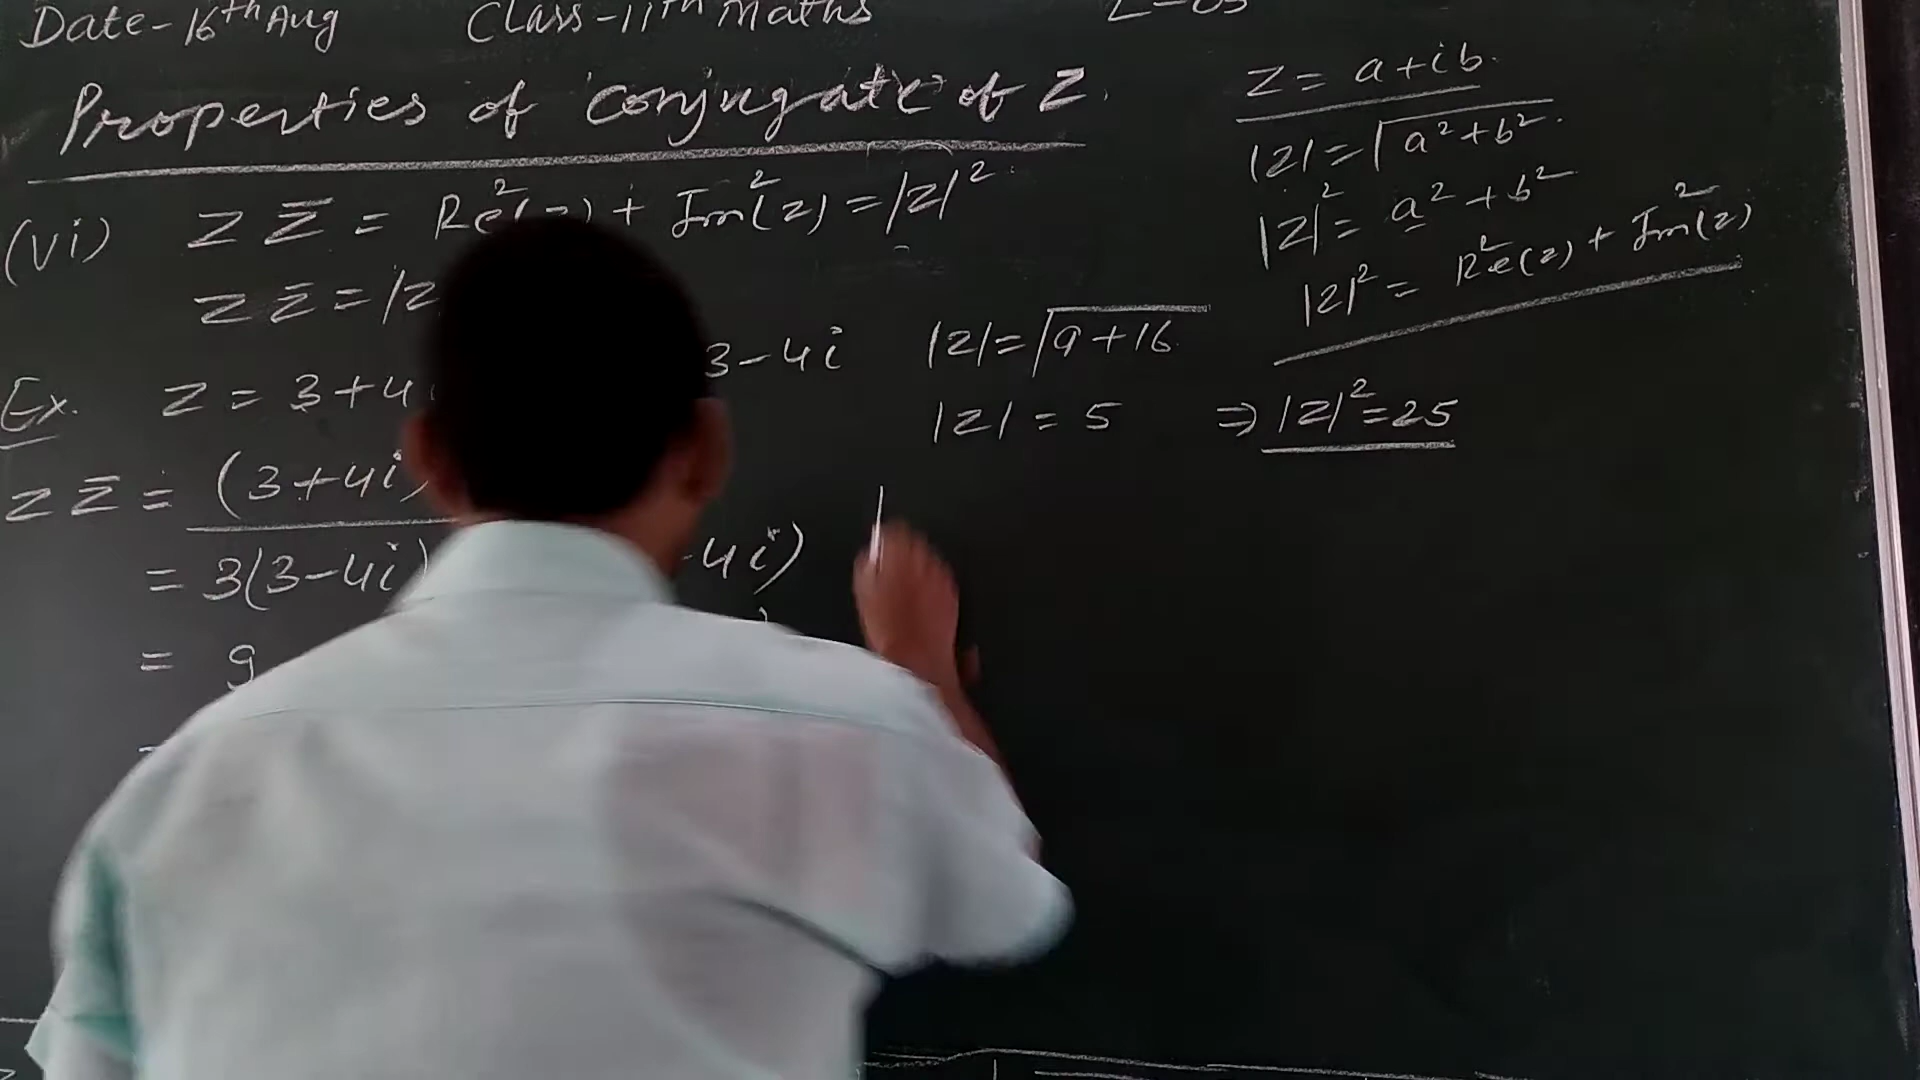 Date-16th Aug Class-11th Maths L-05
Properties of Conjugate of Z.
(vi) Z Z̅ = Re²(z) + Im²(z) = |z|²
Z Z̅ = |z
Ex. Z = 3+4i 3-4i
Z Z̅ = (3+4i)
= 3(3-4i) -4i)
= 9
=
Z = a+ib.
|z| = √a²+b².
|z|² = a²+b²
|z|² = Re²(z) + Im²(z)
|z| = √9+16
|z| = 5 ⇒ |z|²=25